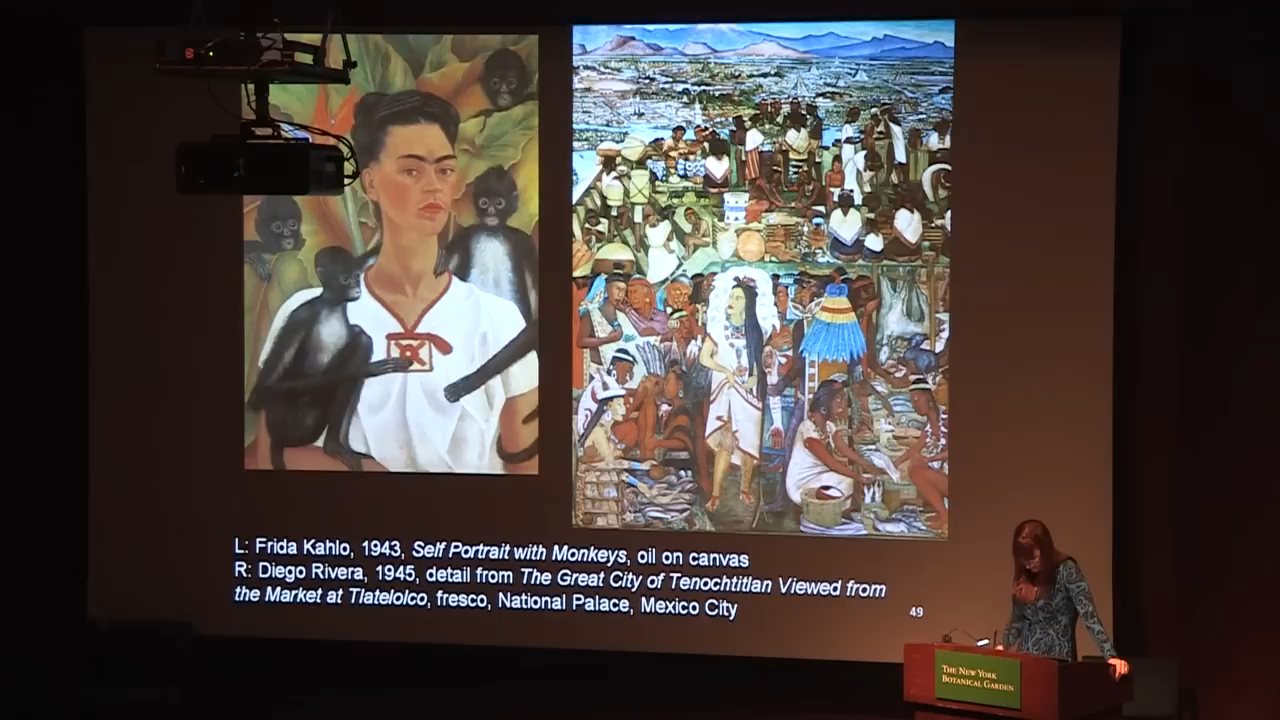 L: Frida Kahlo, 1943, Self Portrait with Monkeys, oil on canvas
R: Diego Rivera, 1945, detail from The Great City of Tenochtitlan Viewed from
the Market at Tlatelolco, fresco, National Palace, Mexico City
49
THE NEW YORK
BOTANICAL GARDEN